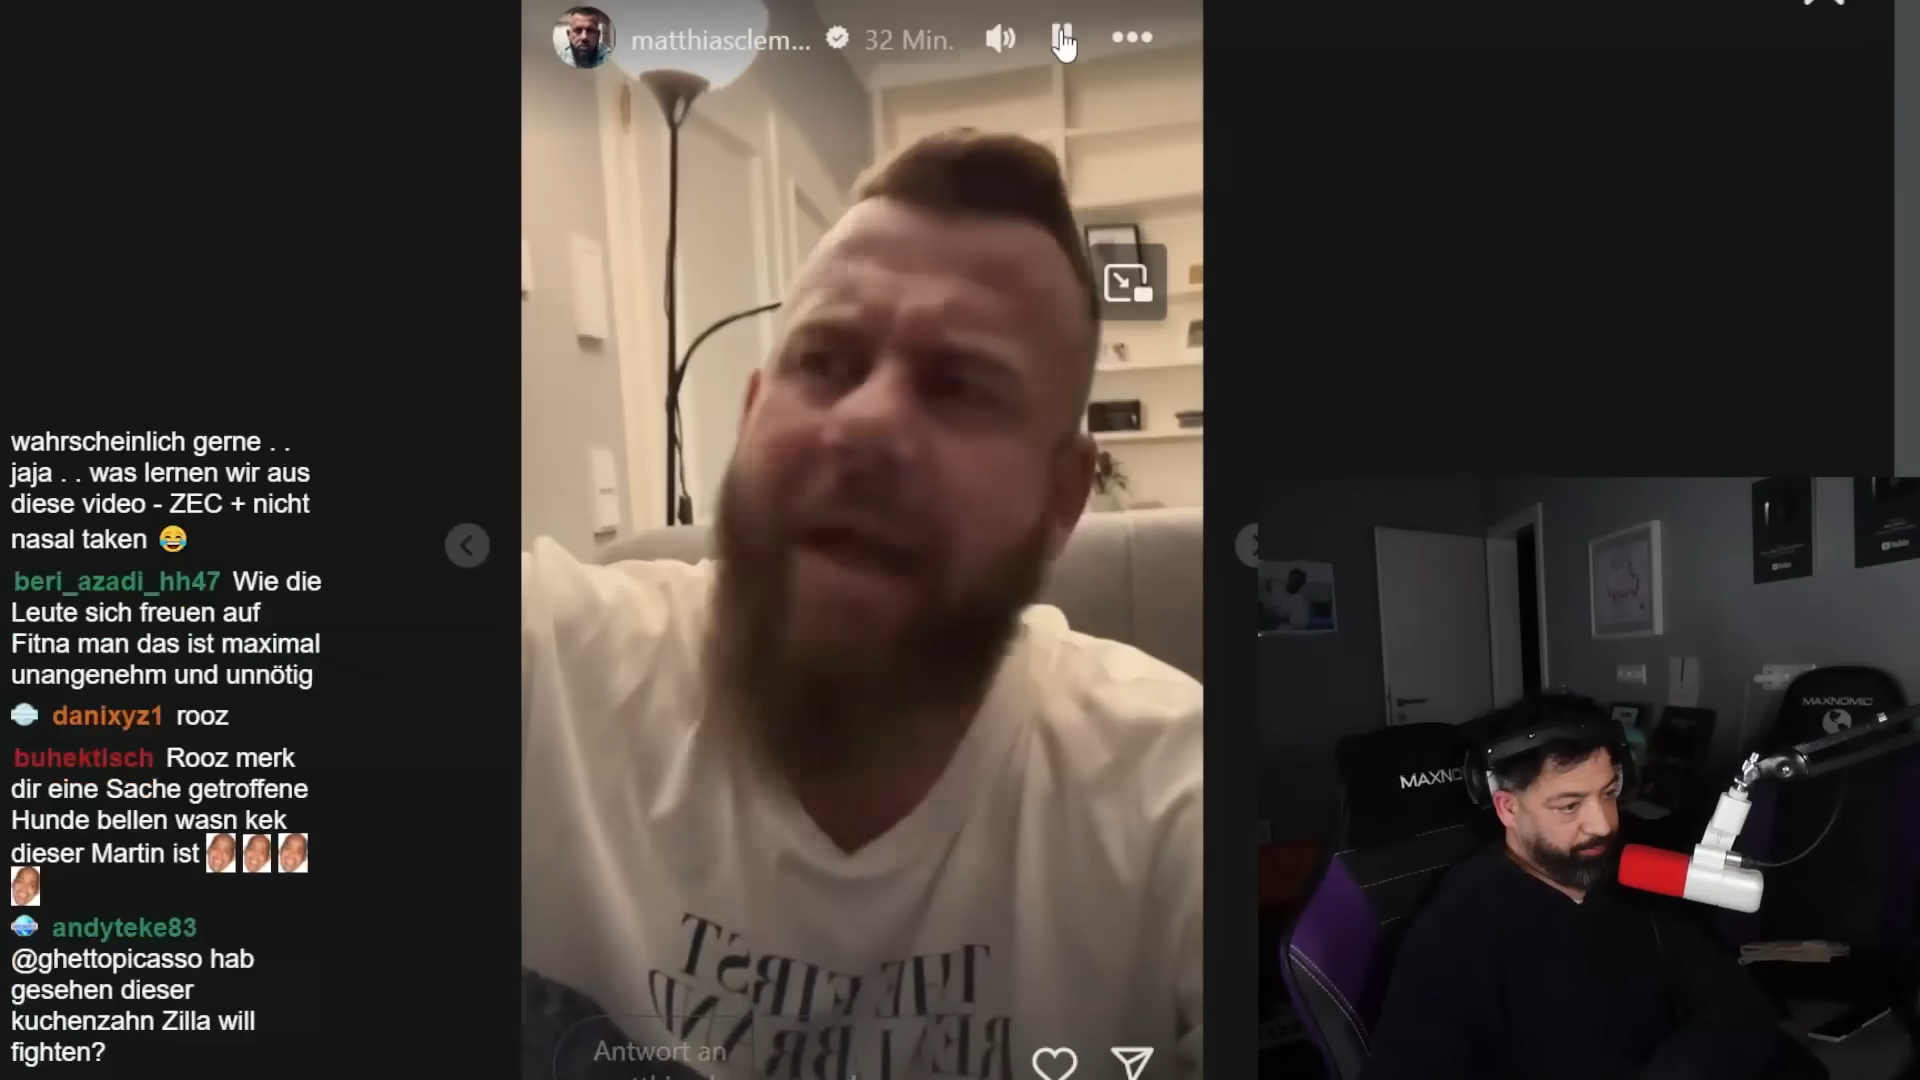 matthiasclem... 32 Min.
wahrscheinlich gerne . .
jaja . . was lernen wir aus
diese video - ZEC + nicht
nasal taken 😂
beri_azadi_hh47 Wie die
Leute sich freuen auf
Fitna man das ist maximal
unangenehm und unnötig
danixyz1 rooz
buhektisch Rooz merk
dir eine Sache getroffene
Hunde bellen wasn kek
dieser Martin ist
andyteke83
@ghettopicasso hab
gesehen dieser
kuchenzahn Zilla will
fighten?
THE FIRST
Antwort an
MAXNOMIC
MAXNO
YouTube